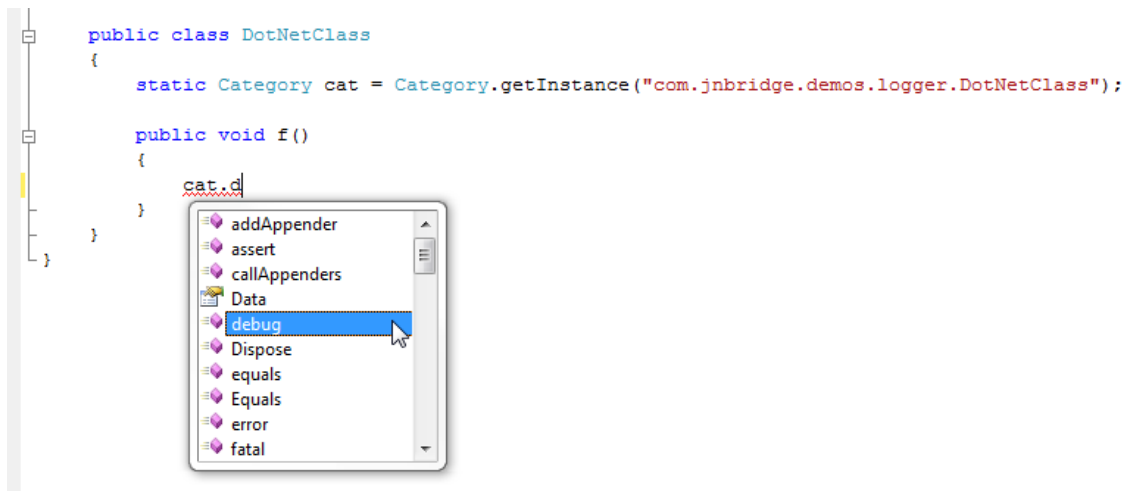 public class DotNetClass
{
static Category cat = Category.getInstance("com.jnbridge.demos.logger.DotNetClass");
public void f()
{
cat.d
}
}
}
addAppender
assert
callAppenders
Data
debug
Dispose
equals
Equals
error
fatal